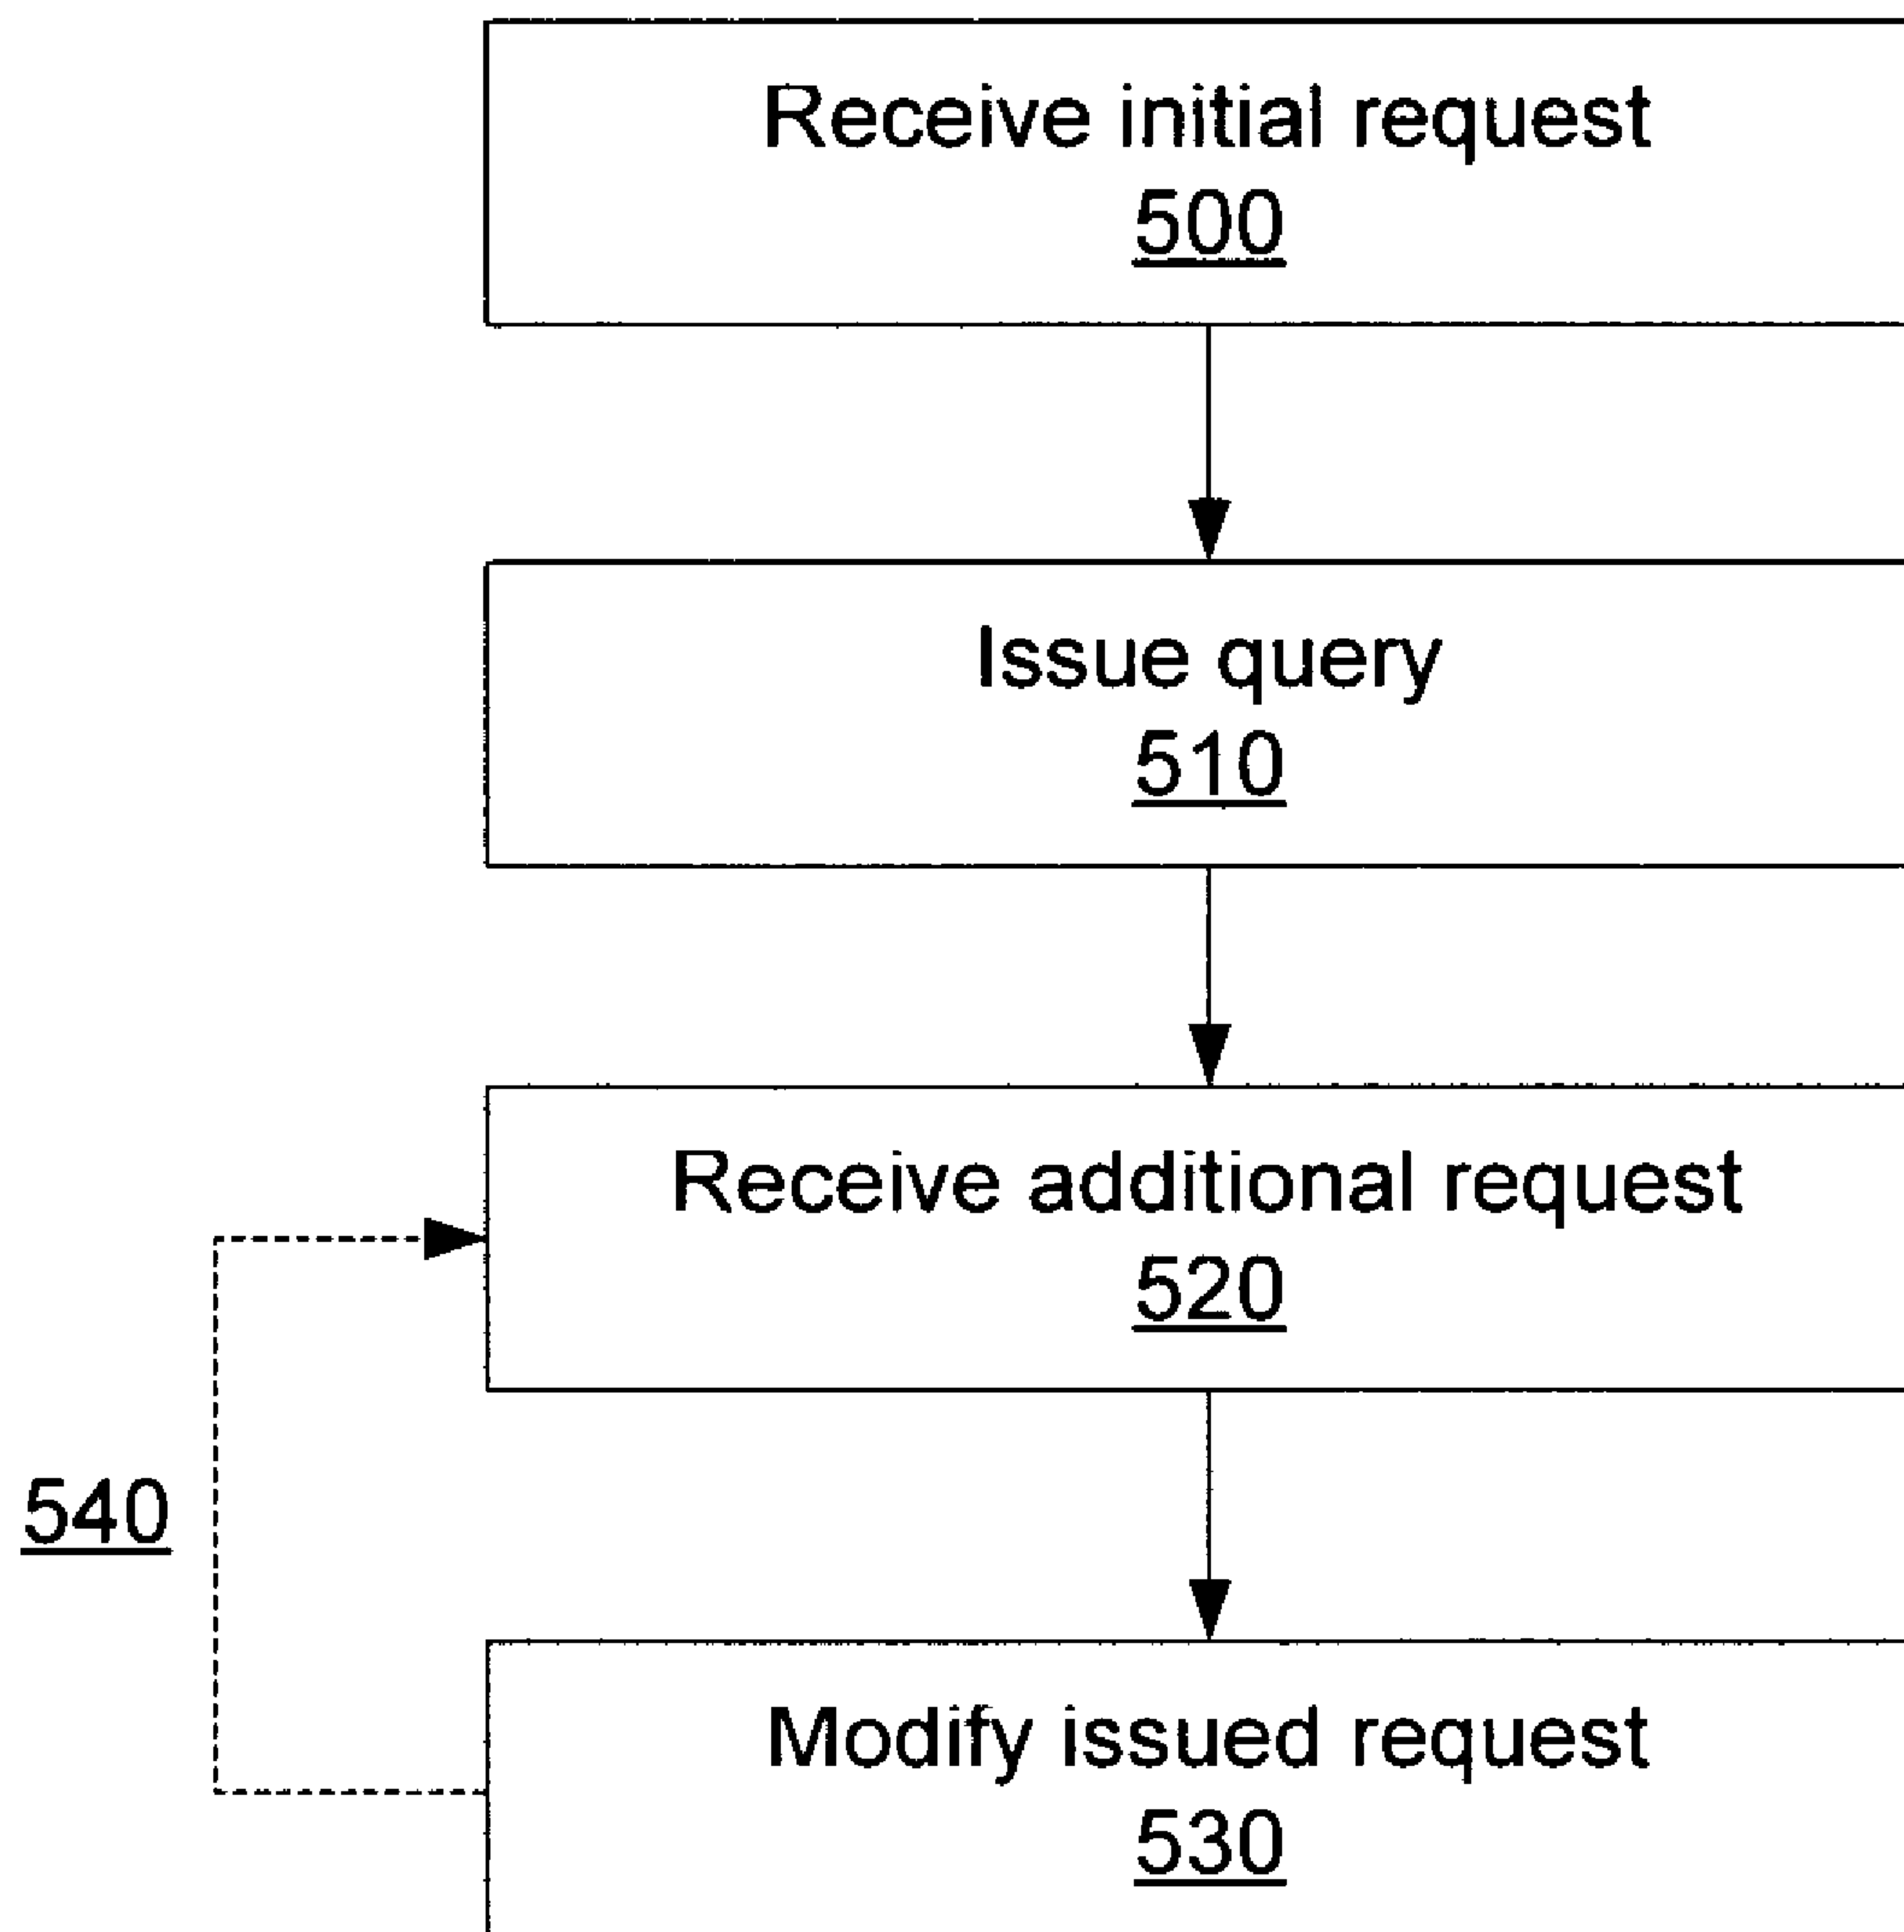 Receive initial request
500
Issue query
510
Receive additional request
520
540
Modify issued request
530